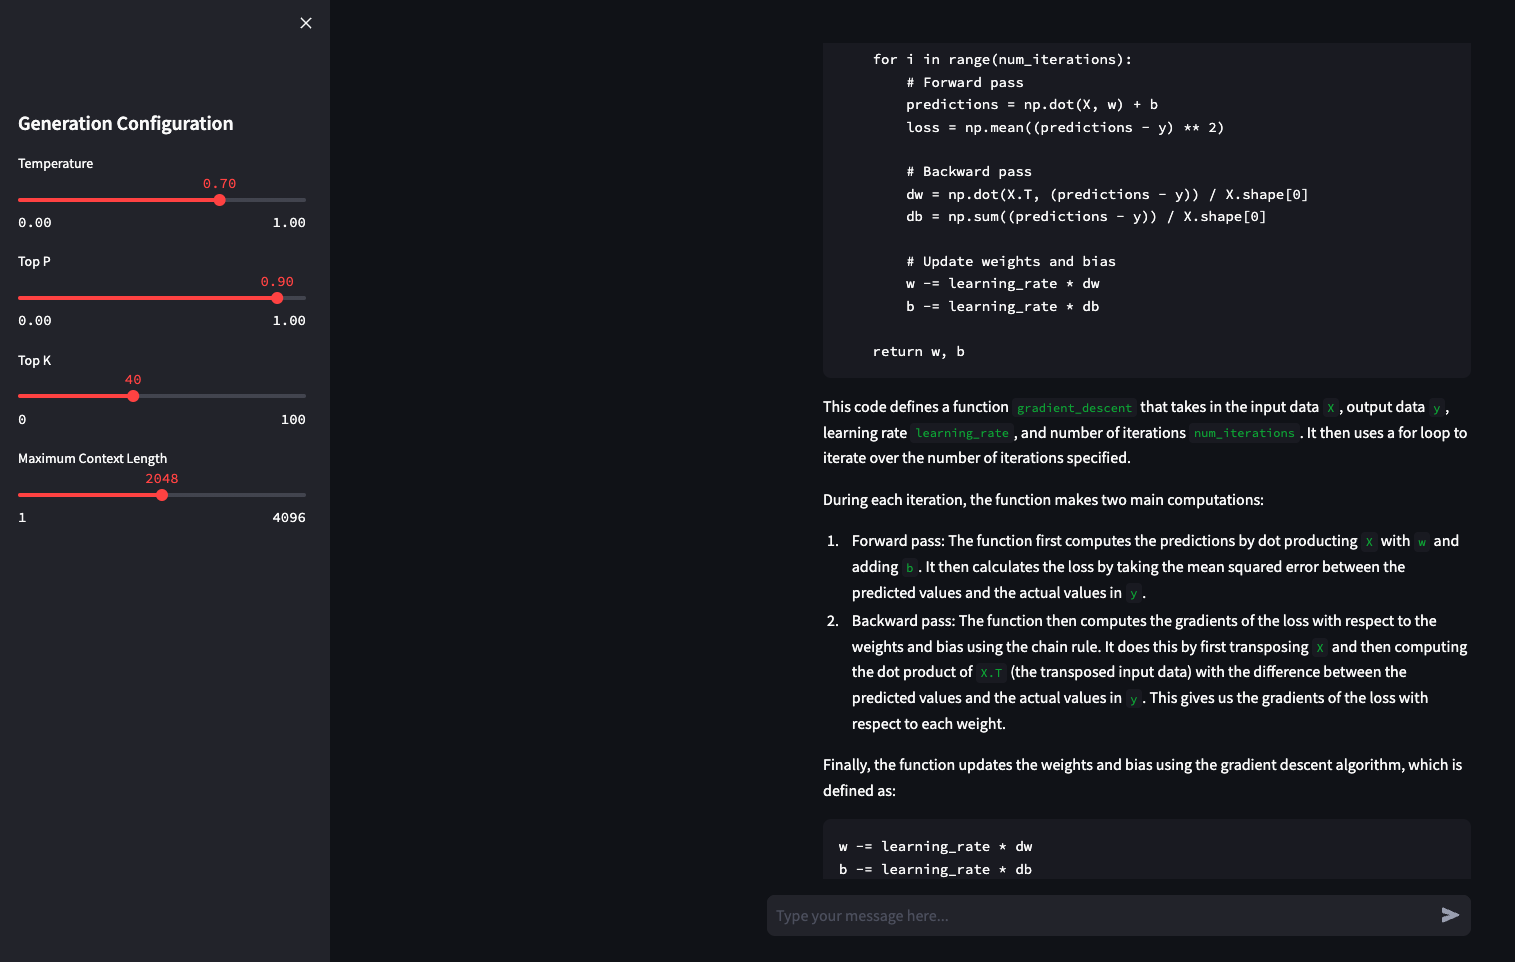 Generation Configuration
Temperature
0.70
0.00 1.00
Top P
0.90
0.00 1.00
Top K
40
0 100
Maximum Context Length
2048
1 4096
for i in range(num_iterations):
# Forward pass
predictions = np.dot(X, w) + b
loss = np.mean((predictions - y) ** 2)
# Backward pass
dw = np.dot(X.T, (predictions - y)) / X.shape[0]
db = np.sum((predictions - y)) / X.shape[0]
# Update weights and bias
w -= learning_rate * dw
b -= learning_rate * db
return w, b
This code defines a function gradient_descent that takes in the input data X , output data y ,
learning rate learning_rate , and number of iterations num_iterations . It then uses a for loop to
iterate over the number of iterations specified.
During each iteration, the function makes two main computations:
1. Forward pass: The function first computes the predictions by dot producting X with w and
adding b . It then calculates the loss by taking the mean squared error between the
predicted values and the actual values in y .
2. Backward pass: The function then computes the gradients of the loss with respect to the
weights and bias using the chain rule. It does this by first transposing X and then computing
the dot product of X.T (the transposed input data) with the difference between the
predicted values and the actual values in y . This gives us the gradients of the loss with
respect to each weight.
Finally, the function updates the weights and bias using the gradient descent algorithm, which is
defined as:
w -= learning_rate * dw
b -= learning_rate * db
Type your message here...